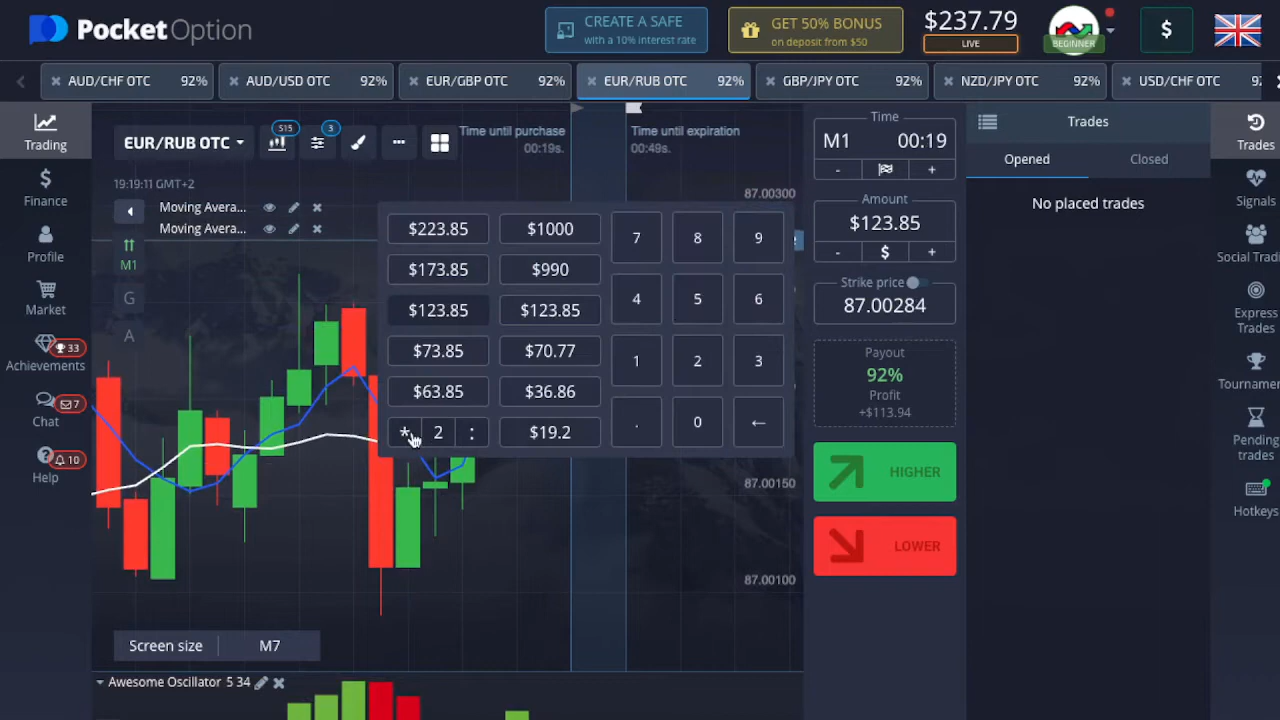 PocketOption
CREATE A SAFE
with a 10% interest rate
GET 50% BONUS
on deposit from $50
$237.79
LIVE
BEGINNER
$
AUD/CHF OTC 92%
AUD/USD OTC 92%
EUR/GBP OTC 92%
EUR/RUB OTC 92%
GBP/JPY OTC 92%
NZD/JPY OTC 92%
USD/CHF OTC
Trading
Finance
Profile
Market
33
Achievements
7
Chat
10
Help
EUR/RUB OTC
S15
3
Time until purchase
00:19s.
Time until expiration
00:49s.
19:19:11 GMT+2
Moving Avera...
Moving Avera...
M1
G
A
87.00300
87.00150
87.00100
$223.85 $1000
$173.85 $990
$123.85 $123.85
$73.85 $70.77
$63.85 $36.86
* 2 : $19.2
7 8 9
4 5 6
1 2 3
. 0 ←
Screen size M7
Awesome Oscillator 5 34
Time
M1 00:19
- +
Amount
$123.85
- $ +
Strike price
87.00284
Payout
92%
Profit
+$113.94
HIGHER
LOWER
Trades
Opened Closed
No placed trades
Trades
Signals
Social Tradi
Express
Trades
Tournamen
Pending
trades
Hotkeys